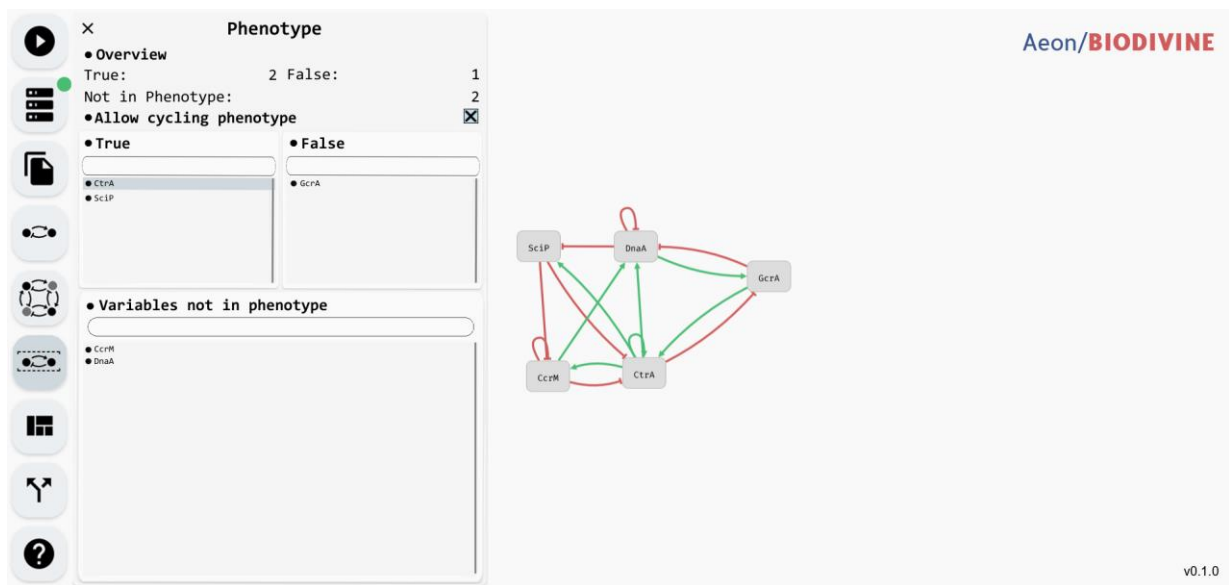 Phenotype
Overview
True: 2 False: 1
Not in Phenotype: 2
Allow cycling phenotype
True
False
CtrA
SciP
GcrA
Variables not in phenotype
CcrM
DnaA
Aeon/BIODIVINE
SciP
DnaA
GcrA
CcrM
CtrA
v0.1.0